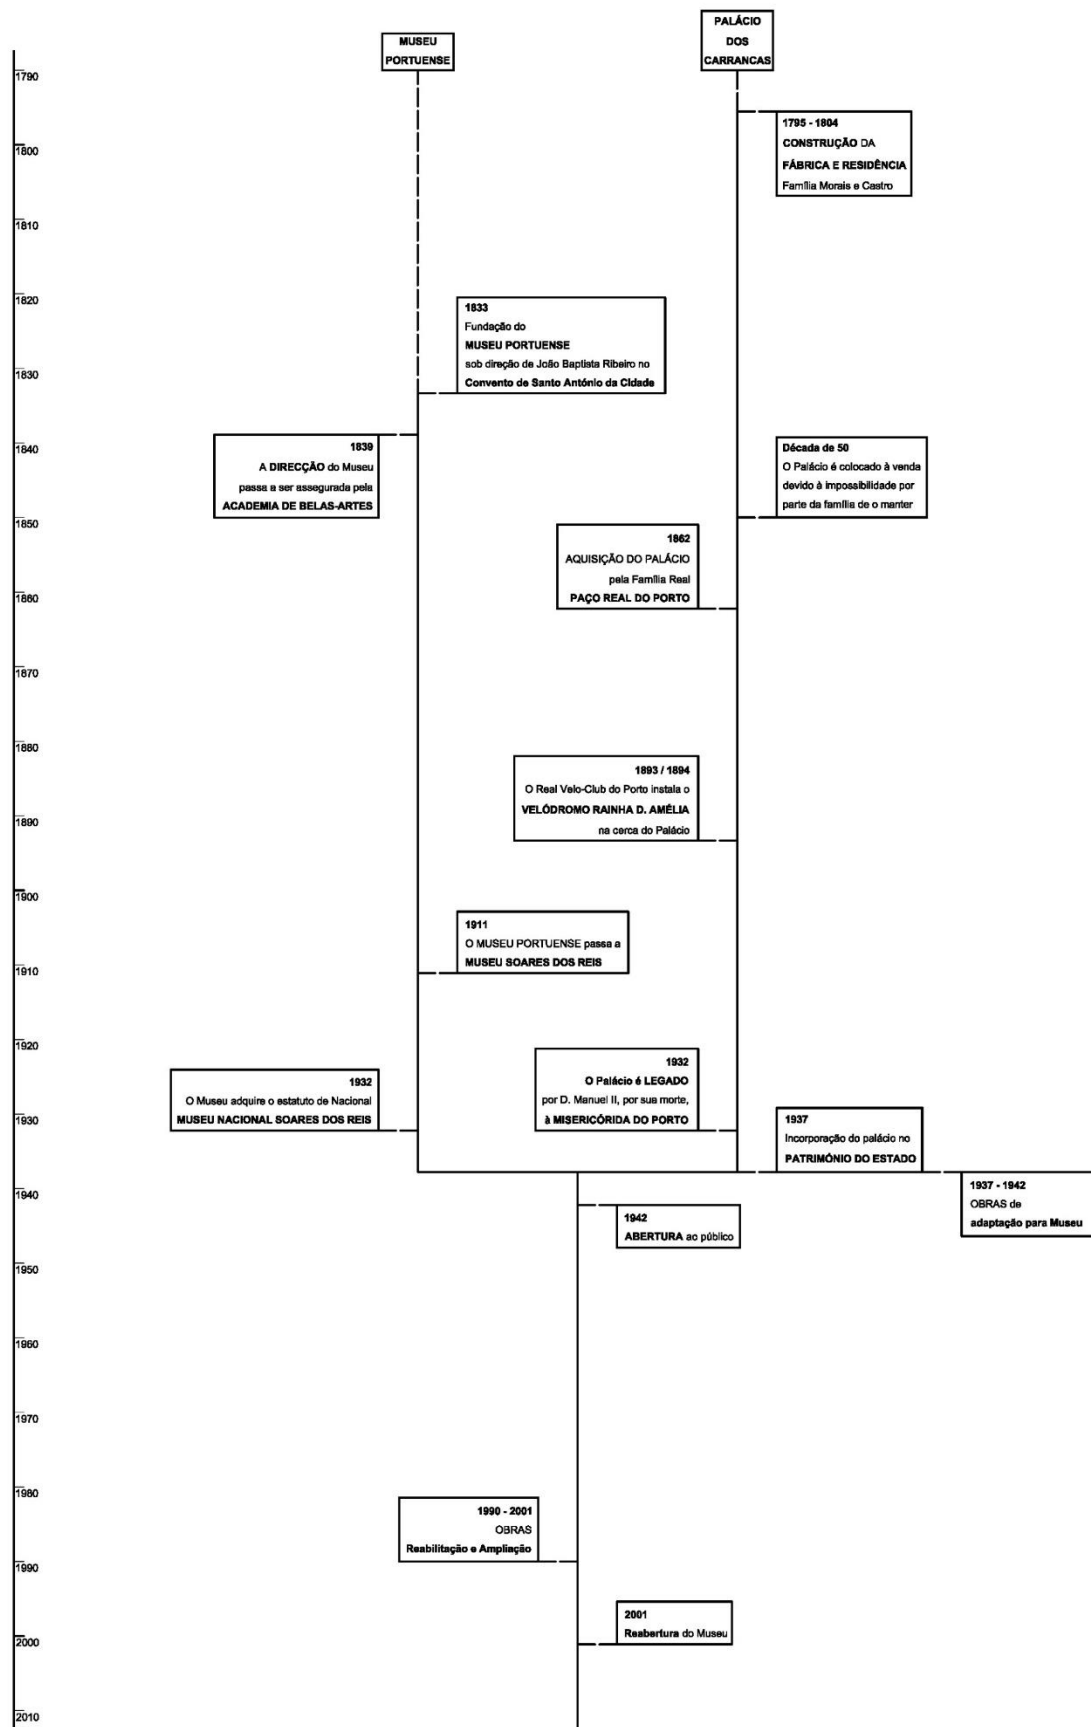 MUSEU
PORTUENSE
PALÁCIO
DOS
CARRANCAS
1790
1795 - 1804
CONSTRUÇÃO DA
FÁBRICA E RESIDÊNCIA
Família Morais e Castro
1800
1810
1820
1833
Fundação do
MUSEU PORTUENSE
sob direção de João Baptista Ribeiro no
Convento de Santo António da Cidade
1830
1840
1839
A DIRECÇÃO do Museu
passa a ser assegurada pela
ACADEMIA DE BELAS-ARTES
Década de 50
O Palácio é colocado à venda
devido à impossibilidade por
parte da família de o manter
1850
1862
AQUISIÇÃO DO PALÁCIO
pela Família Real
PAÇO REAL DO PORTO
1860
1870
1880
1893 / 1894
O Real Velo-Club do Porto instala o
VELÓDROMO RAINHA D. AMÉLIA
na cerca do Palácio
1890
1900
1911
O MUSEU PORTUENSE passa a
MUSEU SOARES DOS REIS
1910
1920
1932
O Museu adquire o estatuto de Nacional
MUSEU NACIONAL SOARES DOS REIS
1932
O Palácio é LEGADO
por D. Manuel II, por sua morte,
à MISERICÓRIDA DO PORTO
1930
1937
Incorporação do palácio no
PATRIMÓNIO DO ESTADO
1937 - 1942
OBRAS de
adaptação para Museu
1940
1942
ABERTURA ao público
1950
1960
1970
1980
1990 - 2001
OBRAS
Reabilitação e Ampliação
1990
2001
Reabertura do Museu
2000
2010